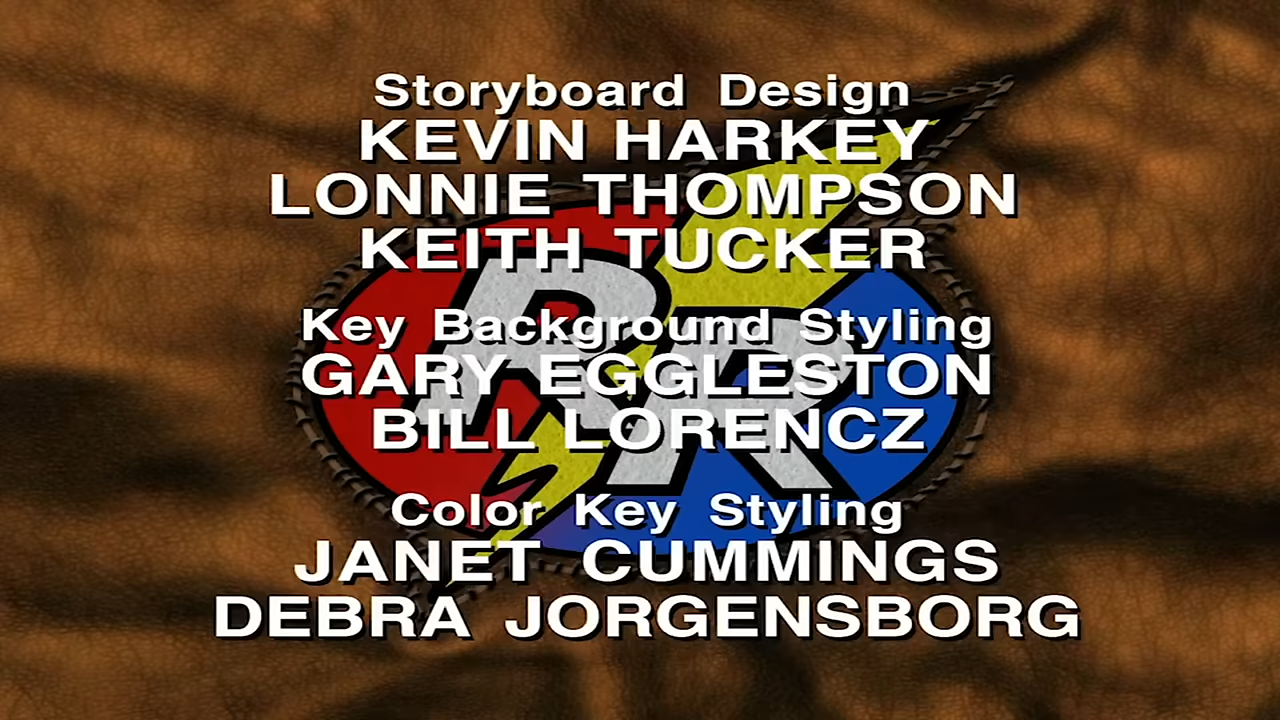 Storyboard Design
KEVIN HARKEY
LONNIE THOMPSON
KEITH TUCKER
Key Background Styling
GARY EGGLESTON
BILL LORENCZ
Color Key Styling
JANET CUMMINGS
DEBRA JORGENSBORG
RR